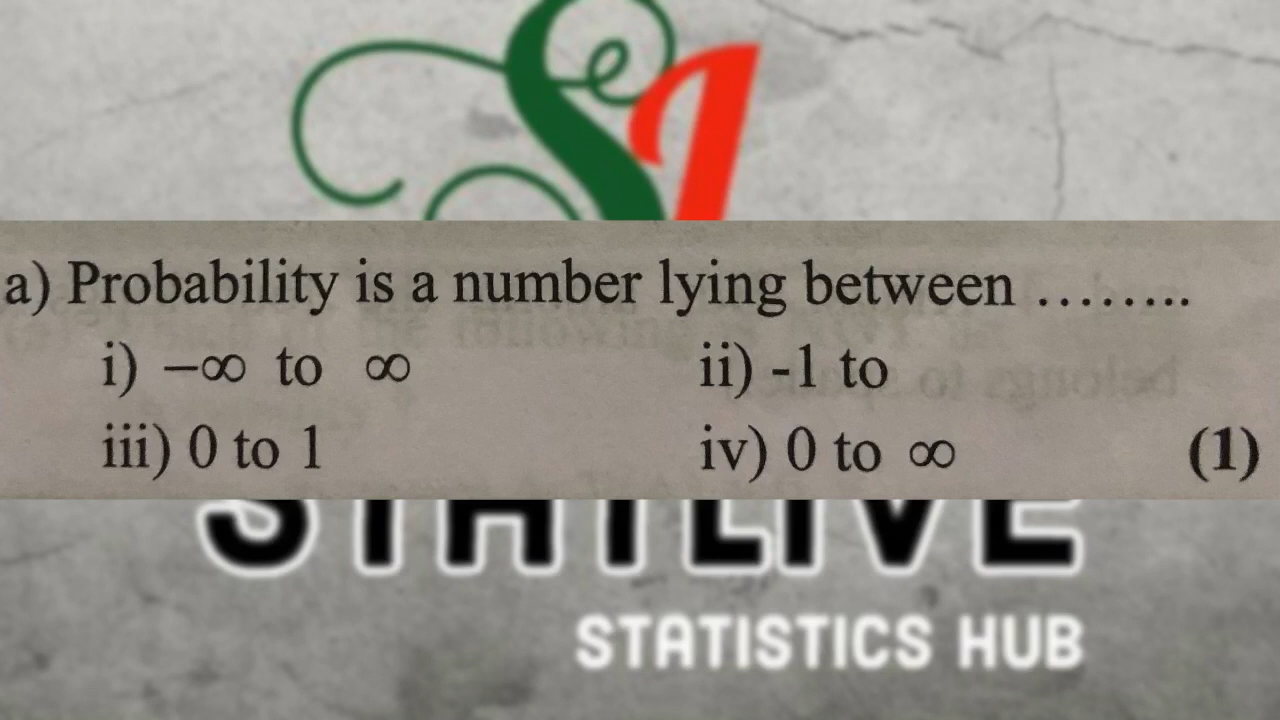 a) Probability is a number lying between ........
i) −∞ to ∞ ii) -1 to
iii) 0 to 1 iv) 0 to ∞ (1)
STATLIVE
STATISTICS HUB